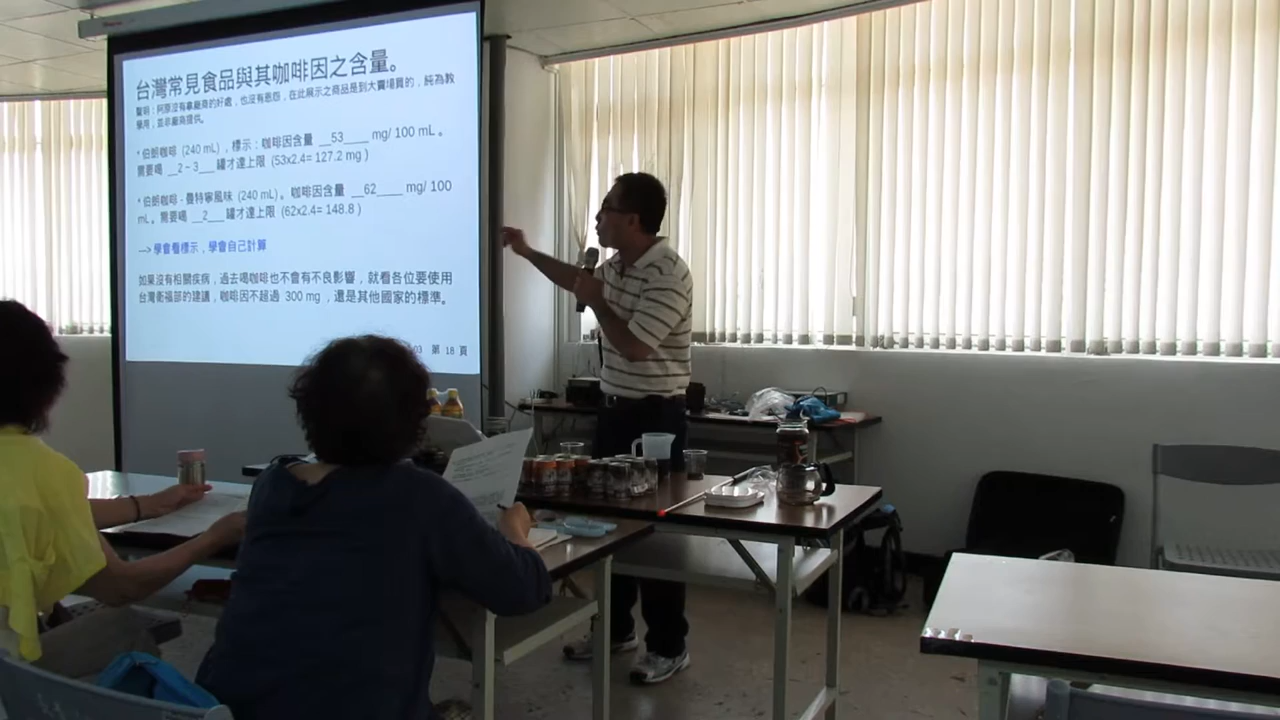 台灣常見食品與其咖啡因之含量。
聲明：阿原沒有拿廠商的好處，也沒有恩怨，在此展示之商品是到大賣場買的，純為教
學用，並非廠商提供。
* 伯朗咖啡 (240 mL)，標示：咖啡因含量 __53____ mg/ 100 mL。
需要喝 __2 – 3___ 罐才達上限 (53x2.4= 127.2 mg )
* 伯朗咖啡 - 曼特寧風味 (240 mL)。咖啡因含量 __62____ mg/ 100
mL。需要喝 __2___ 罐才達上限 (62x2.4= 148.8 )
---> 學會看標示，學會自己計算
如果沒有相關疾病，過去喝咖啡也不會有不良影響，就看各位要使用
台灣衛福部的建議，咖啡因不超過 300 mg，還是其他國家的標準。
03 第 18 頁